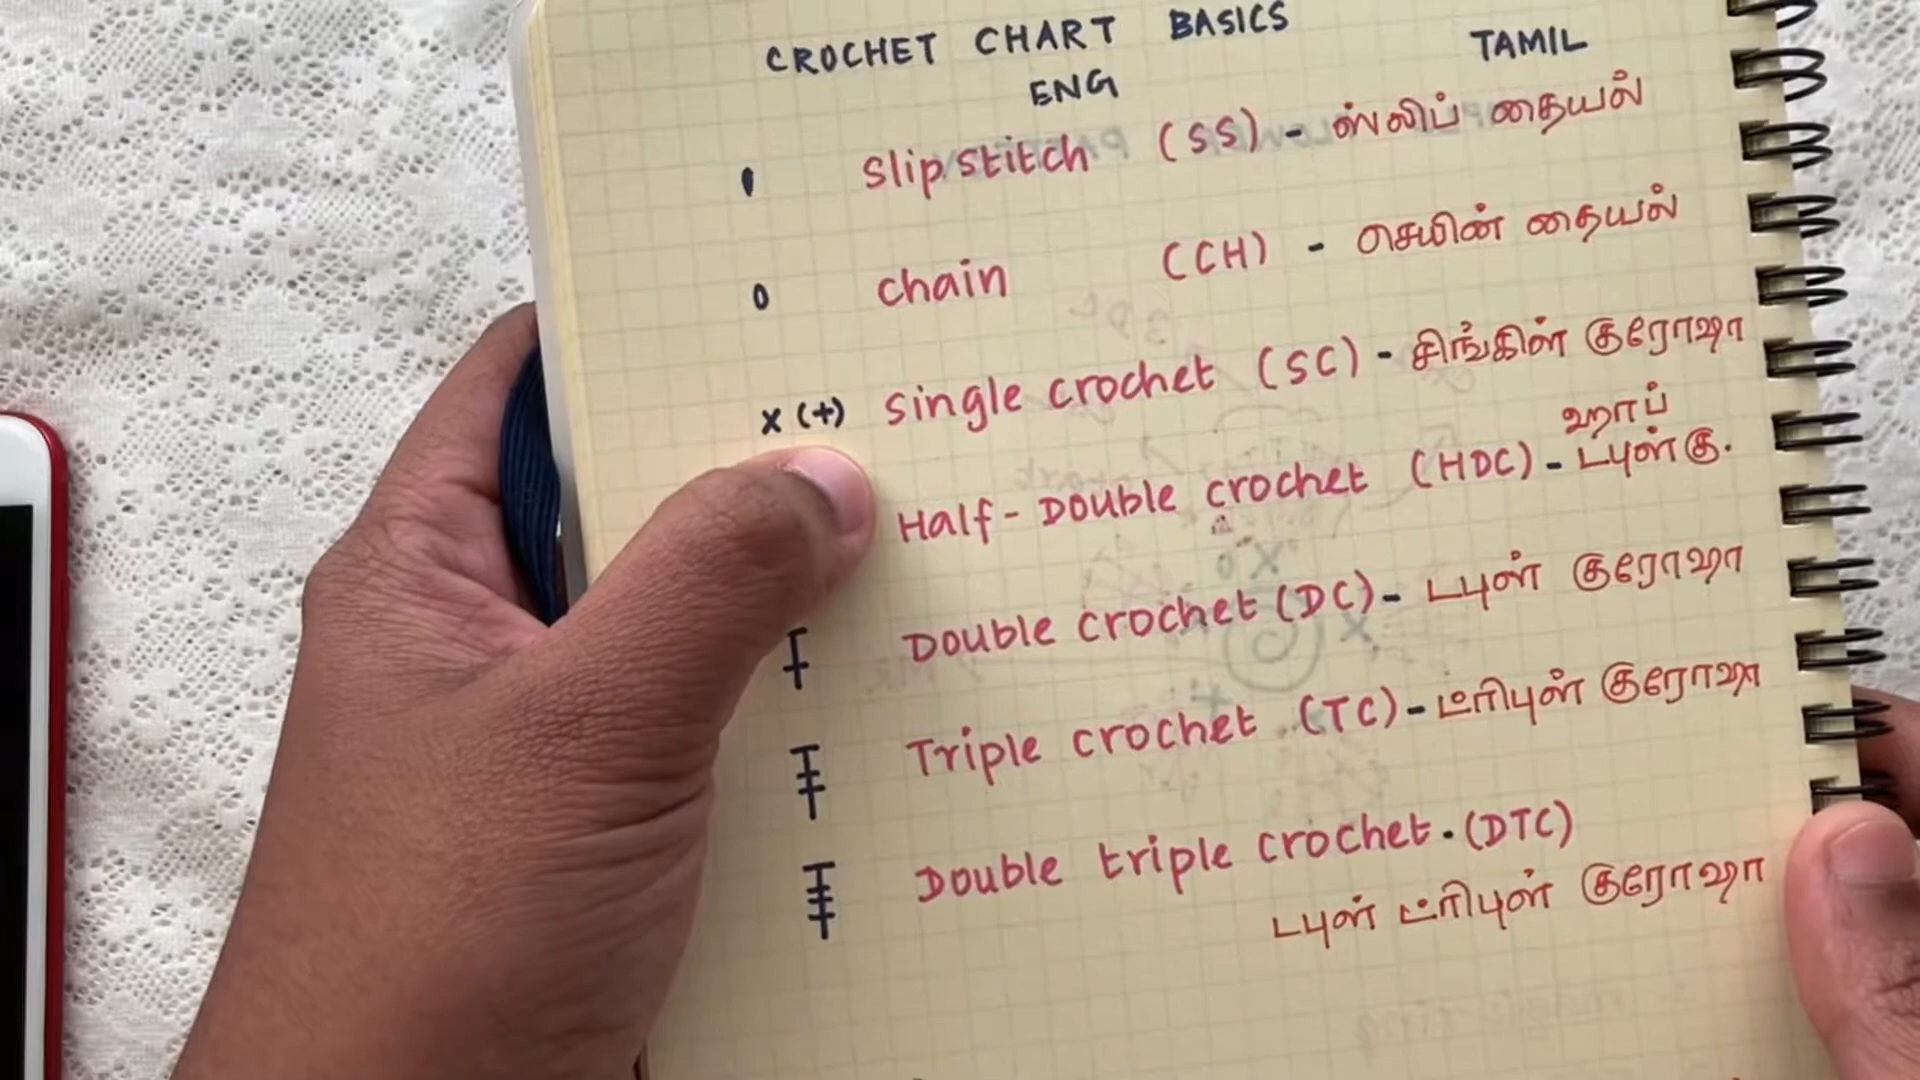 CROCHET CHART BASICS
ENG TAMIL
slip stitch (SS) - ஸ்லிப் தையல்
chain (CH) - செயின் தையல்
x (+) single crochet (SC) - சிங்கிள் குரோஷா
Half-Double crochet (HDC) - ஹாப் டபுள் கு.
Double crochet (DC) - டபுள் குரோஷா
Triple crochet (TC) - ட்ரிபுள் குரோஷா
Double triple crochet. (DTC)
டபுள் ட்ரிபுள் குரோஷா